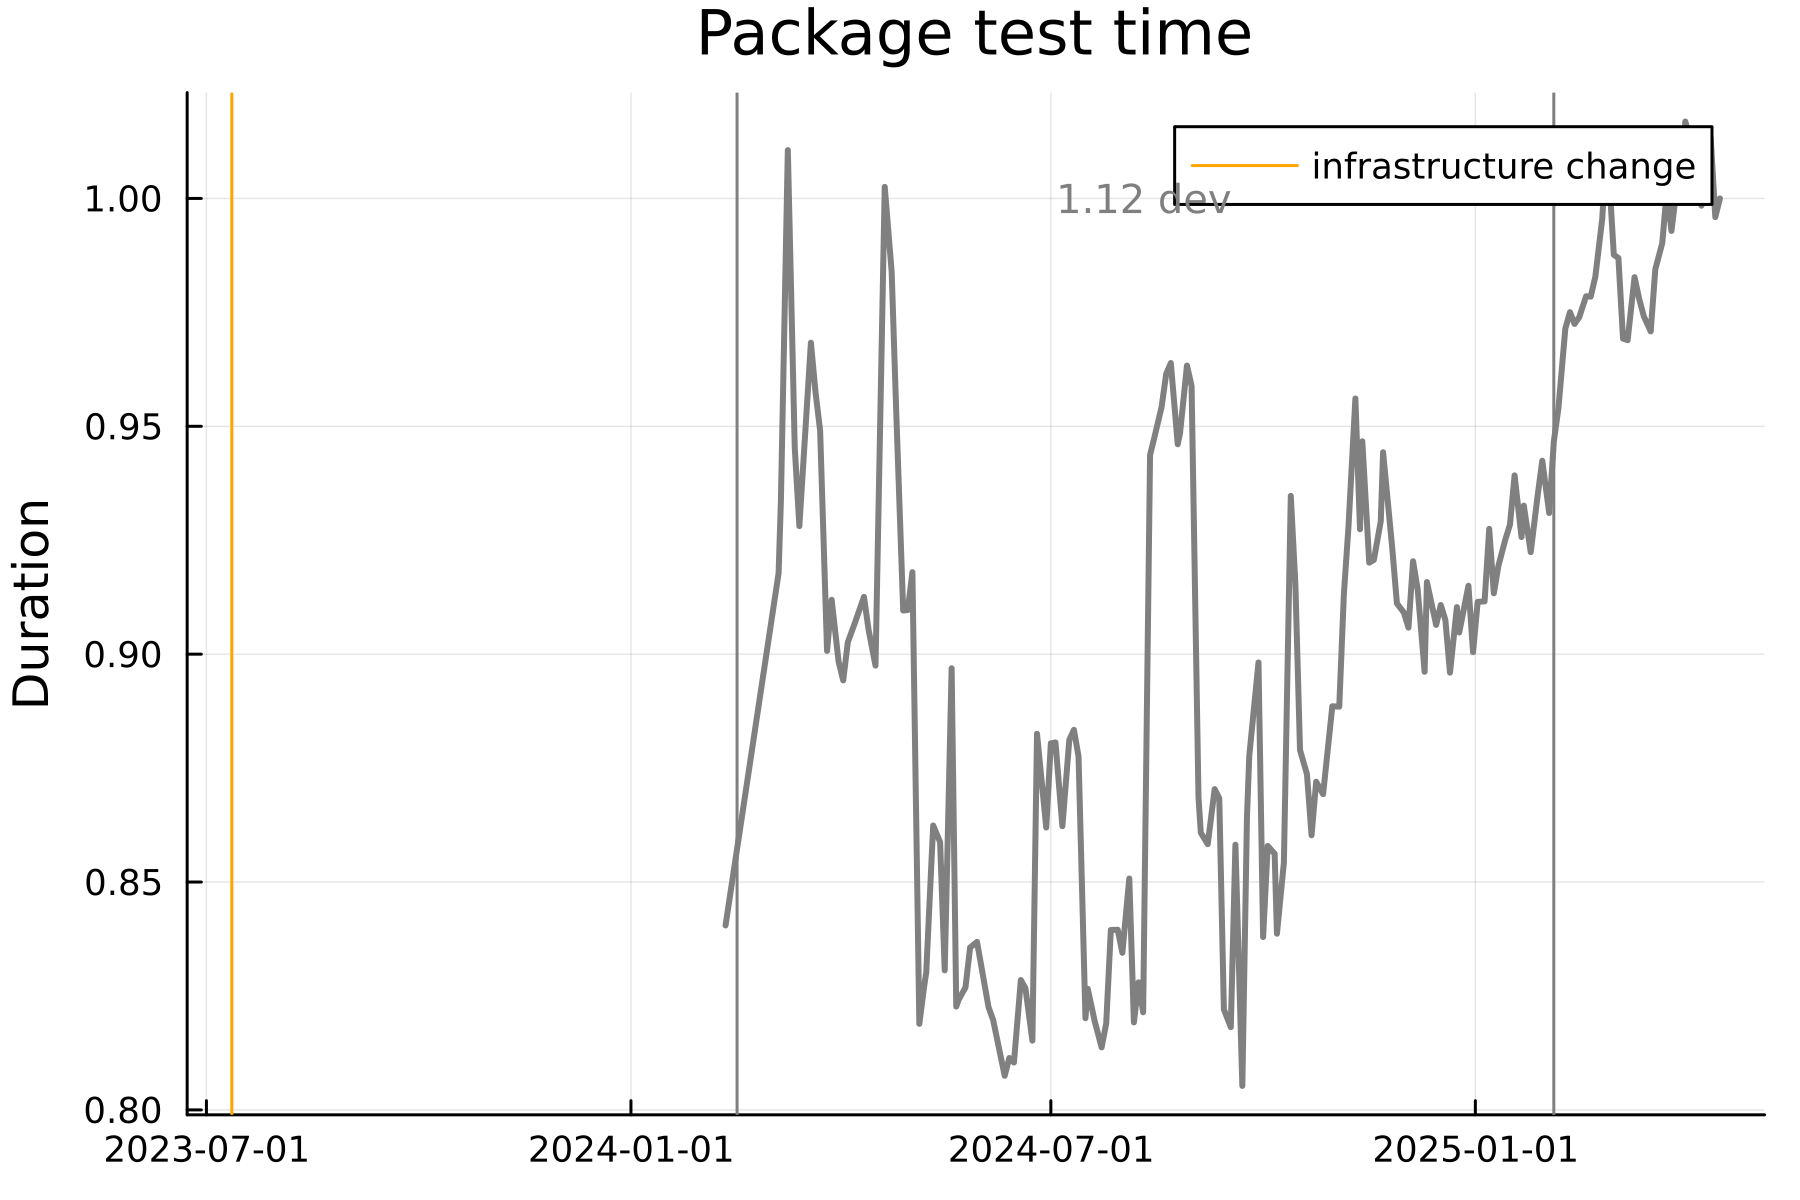 Package test time
infrastructure change
1.12 dev
1.00
0.95
0.90
0.85
0.80
Duration
2023-07-01
2024-01-01
2024-07-01
2025-01-01